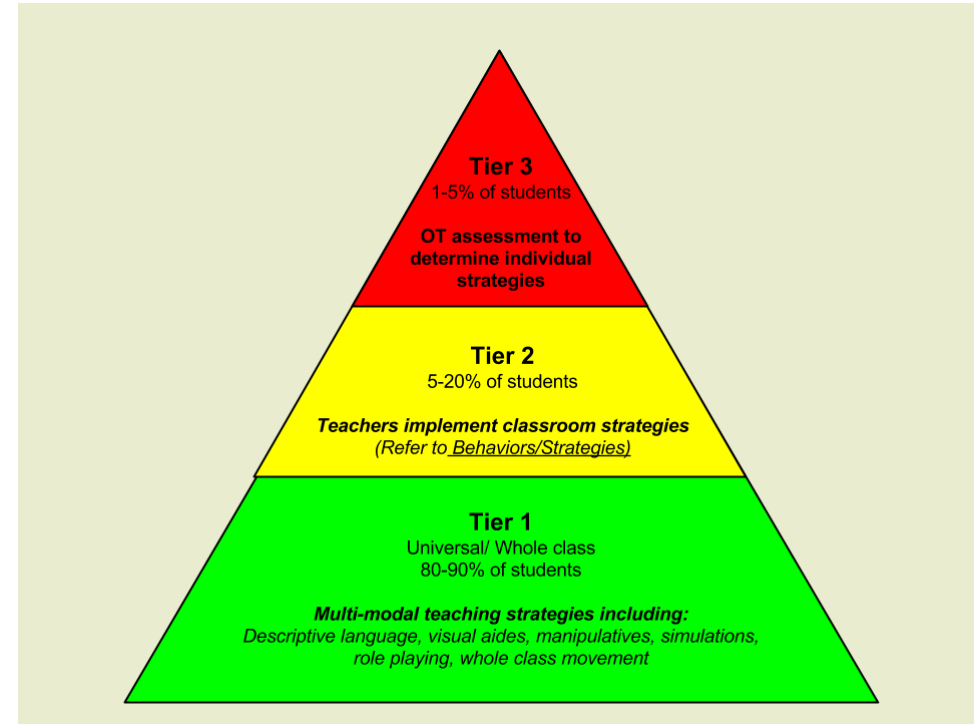 Tier 3
1-5% of students
OT assessment to
determine individual
strategies
Tier 2
5-20% of students
Teachers implement classroom strategies
(Refer to Behaviors/Strategies)
Tier 1
Universal/ Whole class
80-90% of students
Multi-modal teaching strategies including:
Descriptive language, visual aides, manipulatives, simulations,
role playing, whole class movement